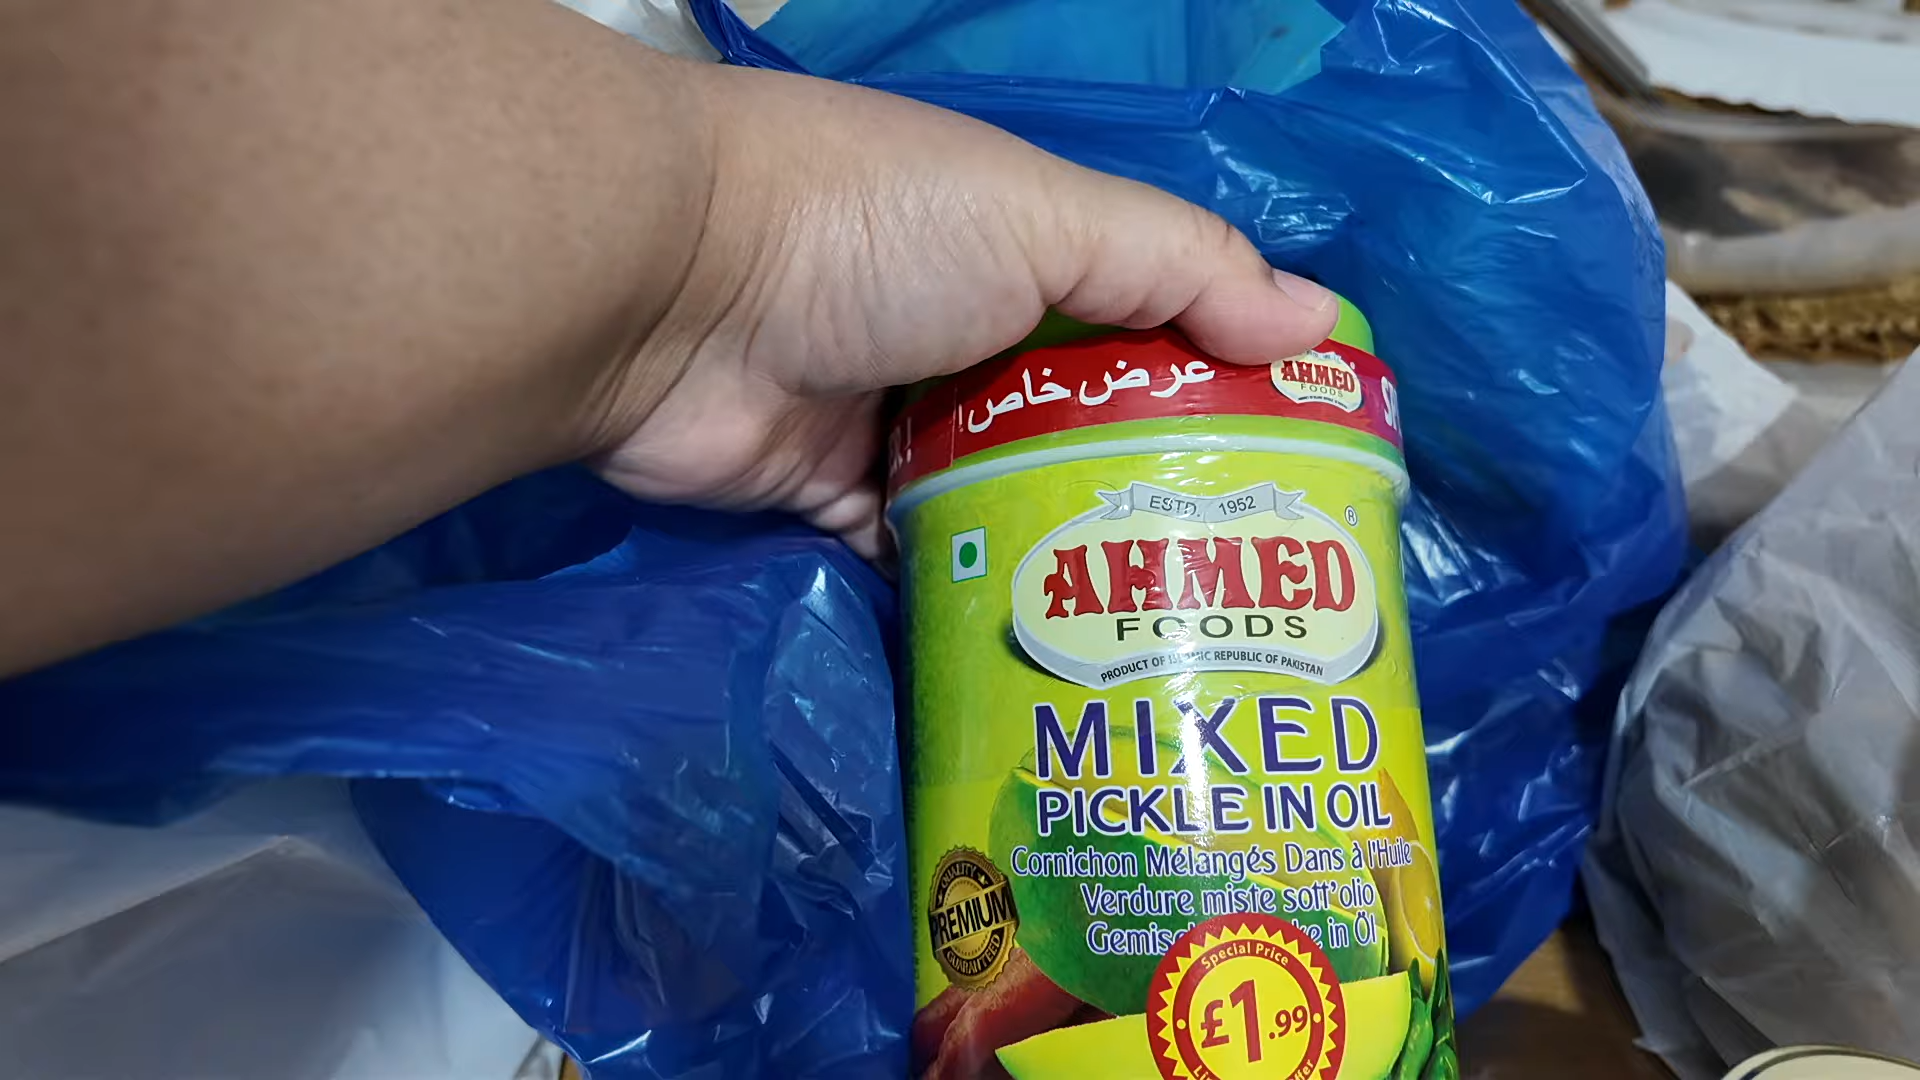 عرض خاص!
AHMED
FOODS
ESTD. 1952
®
AHMED
FOODS
PRODUCT OF ISLAMIC REPUBLIC OF PAKISTAN
MIXED
PICKLE IN OIL
Cornichon Mélangés Dans à l'Huile
Verdure miste sott'olio
in Öl
QUALITY
PREMIUM
GUARANTEED
Special Price
£1.99